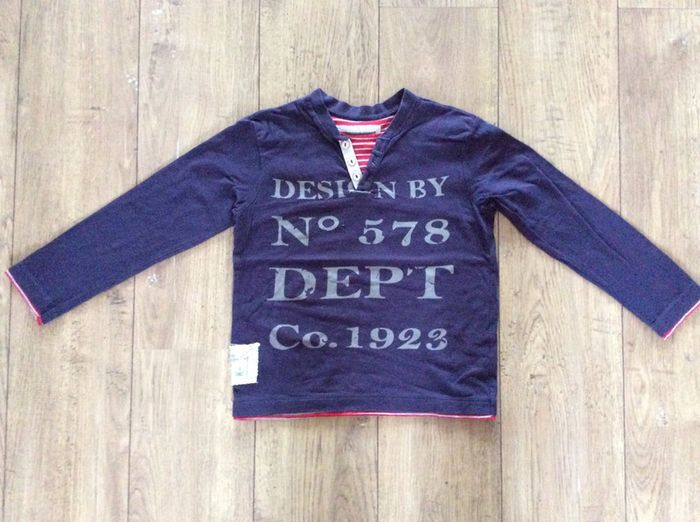 DESIGN BY
Nº 578
DEPT
Co. 1923